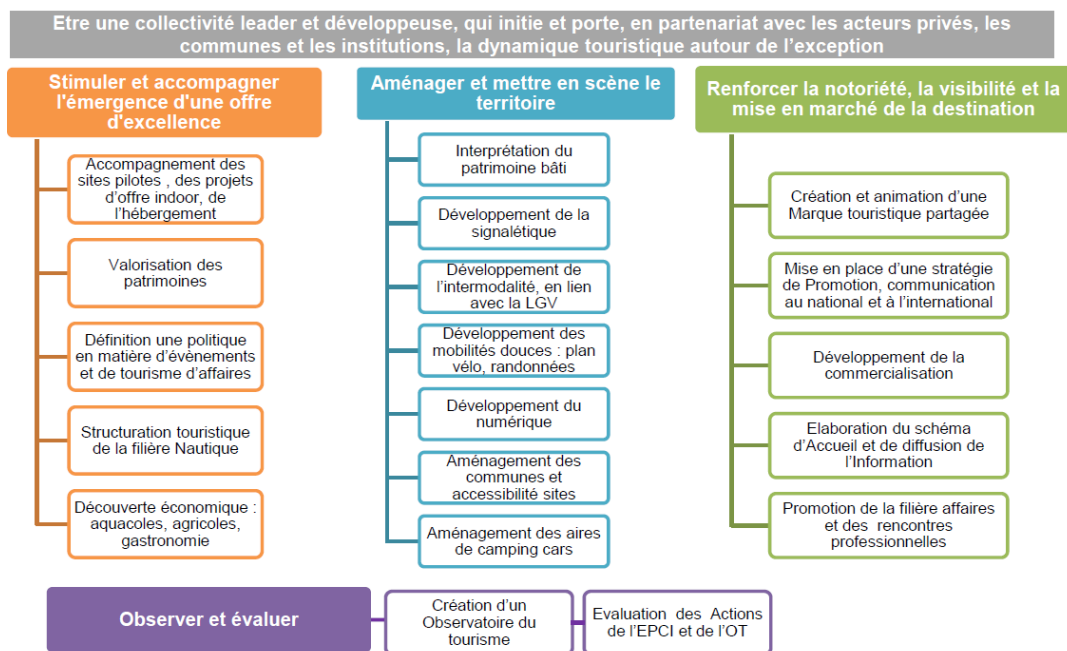 Etre une collectivité leader et développeuse, qui initie et porte, en partenariat avec les acteurs privés, les
communes et les institutions, la dynamique touristique autour de l'exception
Stimuler et accompagner
l'émergence d'une offre
d'excellence
Accompagnement des
sites pilotes , des projets
d'offre indoor, de
l'hébergement
Valorisation des
patrimoines
Définition une politique
en matière d'évènements
et de tourisme d'affaires
Structuration touristique
de la filière Nautique
Découverte économique :
aquacoles, agricoles,
gastronomie
Aménager et mettre en scène le
territoire
Interprétation du
patrimoine bâti
Développement de la
signalétique
Développement de
l'intermodalité, en lien
avec la LGV
Développement des
mobilités douces : plan
vélo, randonnées
Développement du
numérique
Aménagement des
communes et
accessibilité sites
Aménagement des aires
de camping cars
Renforcer la notoriété, la visibilité et la
mise en marché de la destination
Création et animation d'une
Marque touristique partagée
Mise en place d'une stratégie
de Promotion, communication
au national et à l'international
Développement de la
commercialisation
Elaboration du schéma
d'Accueil et de diffusion de
l'Information
Promotion de la filière affaires
et des rencontres
professionnelles
Observer et évaluer
Création d'un
Observatoire du
tourisme
Evaluation des Actions
de l'EPCI et de l'OT